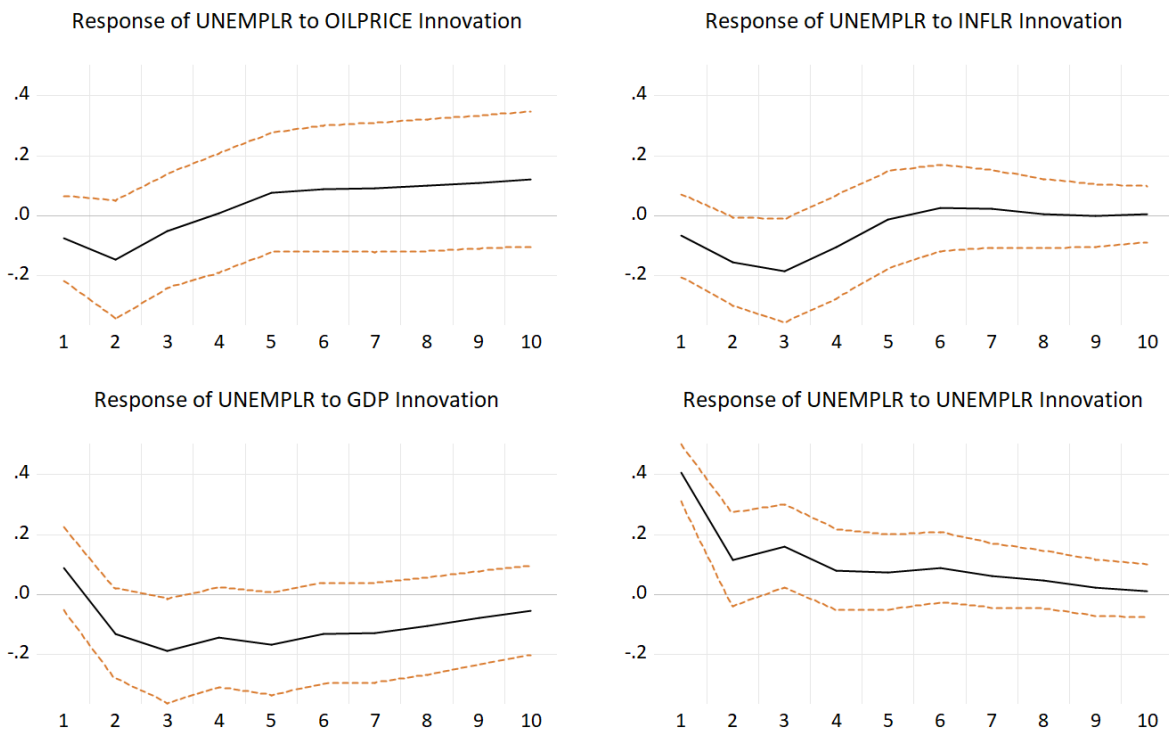 Response of UNEMPLR to OILPRICE Innovation
.4
.2
.0
-.2
1 2 3 4 5 6 7 8 9 10
Response of UNEMPLR to INFLR Innovation
.4
.2
.0
-.2
1 2 3 4 5 6 7 8 9 10
Response of UNEMPLR to GDP Innovation
.4
.2
.0
-.2
1 2 3 4 5 6 7 8 9 10
Response of UNEMPLR to UNEMPLR Innovation
.4
.2
.0
-.2
1 2 3 4 5 6 7 8 9 10